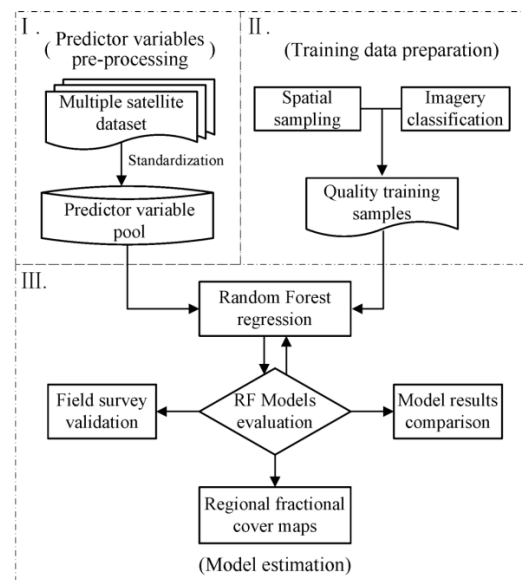 I.
(Predictor variables
pre-processing)
Multiple satellite
dataset
Standardization
Predictor variable
pool
II.
(Training data preparation)
Spatial
sampling
Imagery
classification
Quality training
samples
III.
Random Forest
regression
RF Models
evaluation
Field survey
validation
Model results
comparison
Regional fractional
cover maps
(Model estimation)